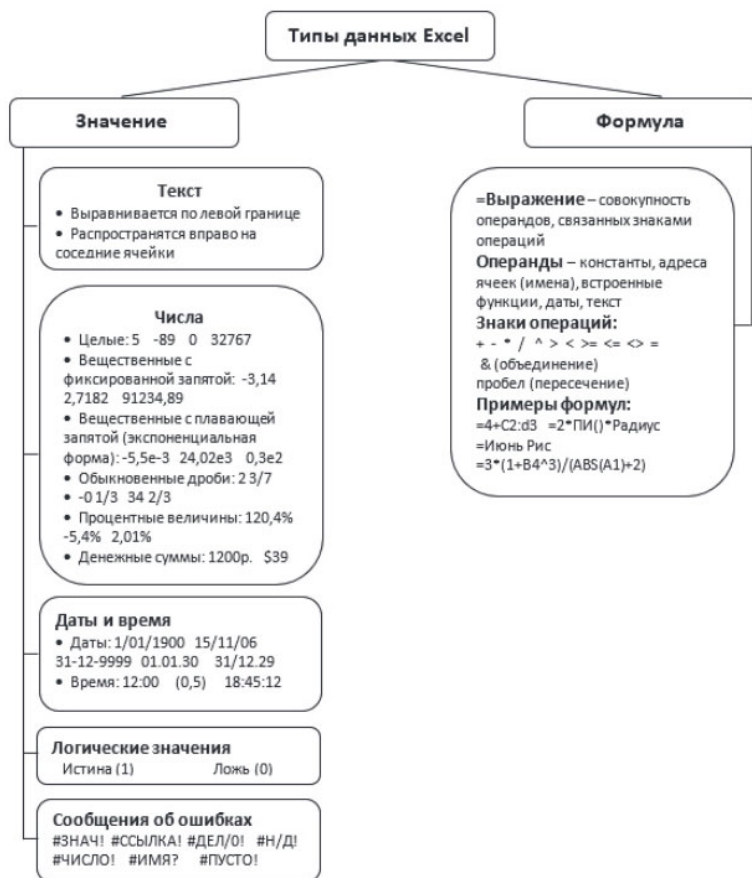 Типы данных Excel
Значение
Текст
• Выравнивается по левой границе
• Распространятся вправо на
соседние ячейки
Числа
• Целые: 5 -89 0 32767
• Вещественные с
фиксированной запятой: -3,14
2,7182 91234,89
• Вещественные с плавающей
запятой (экспоненциальная
форма): -5,5e-3 24,02e3 0,3e2
• Обыкновенные дроби: 2 3/7
• -0 1/3 34 2/3
• Процентные величины: 120,4%
-5,4% 2,01%
• Денежные суммы: 1200р. $39
Даты и время
• Даты: 1/01/1900 15/11/06
31-12-9999 01.01.30 31/12.29
• Время: 12:00 (0,5) 18:45:12
Логические значения
Истина (1) Ложь (0)
Сообщения об ошибках
#ЗНАЧ! #ССЫЛКА! #ДЕЛ/0! #Н/Д!
#ЧИСЛО! #ИМЯ? #ПУСТО!
Формула
=Выражение – совокупность
операндов, связанных знаками
операций
Операнды – константы, адреса
ячеек (имена), встроенные
функции, даты, текст
Знаки операций:
+ - * / ^ > < >= <= <> =
& (объединение)
пробел (пересечение)
Примеры формул:
=4+C2:d3 =2*ПИ()*Радиус
=Июнь Рис
=3*(1+B4^3)/(ABS(A1)+2)